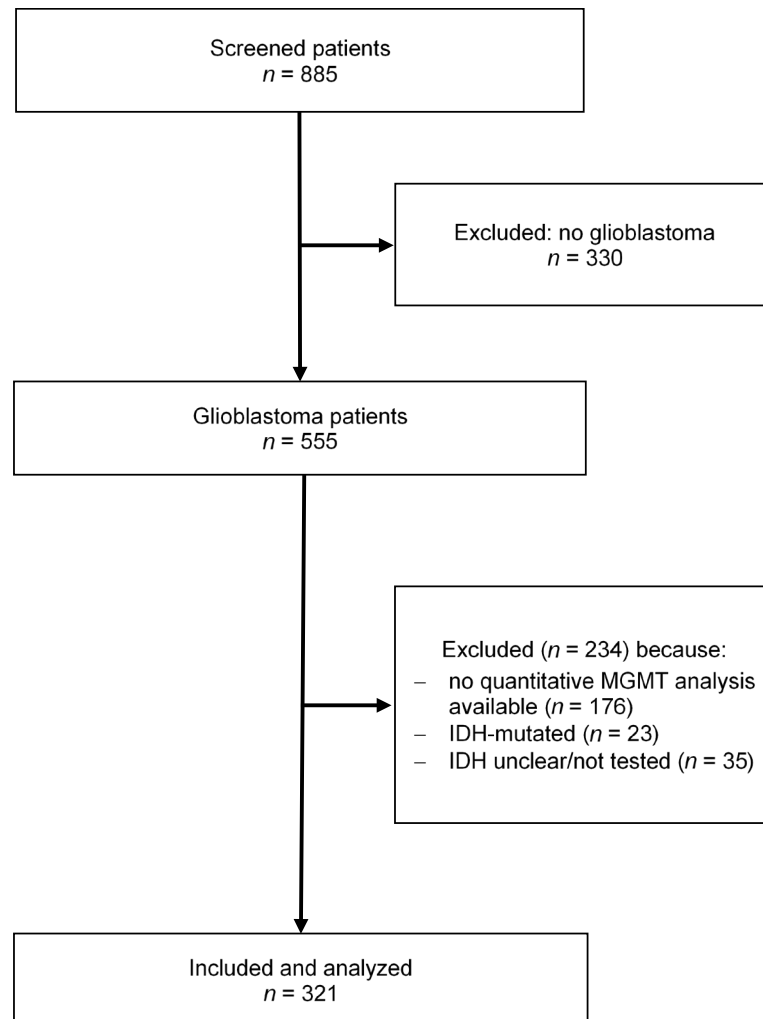 Screened patients
n = 885
Excluded: no glioblastoma
n = 330
Glioblastoma patients
n = 555
Excluded (n = 234) because:
– no quantitative MGMT analysis
available (n = 176)
– IDH-mutated (n = 23)
– IDH unclear/not tested (n = 35)
Included and analyzed
n = 321